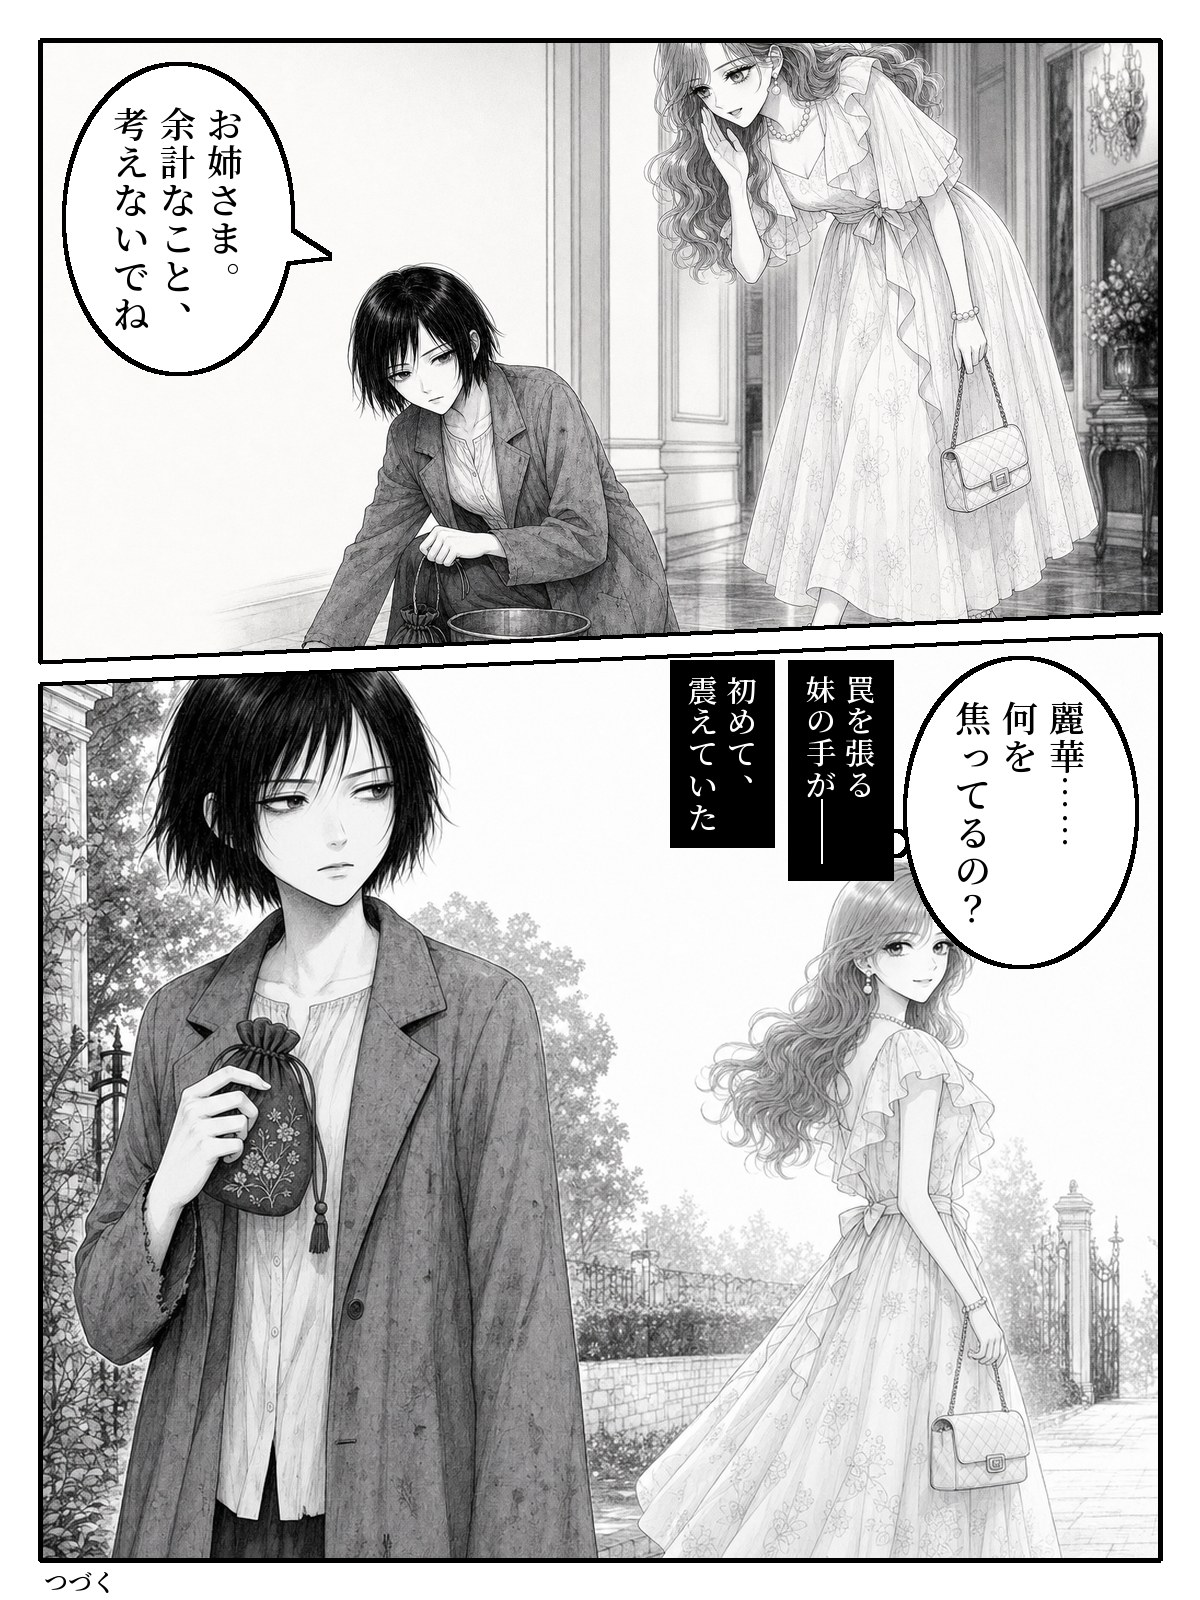 お姉さま。
余計なこと、
考えないでね
麗華……
何を
焦ってるの？
罠を張る
妹の手が──
初めて、
震えていた
つづく